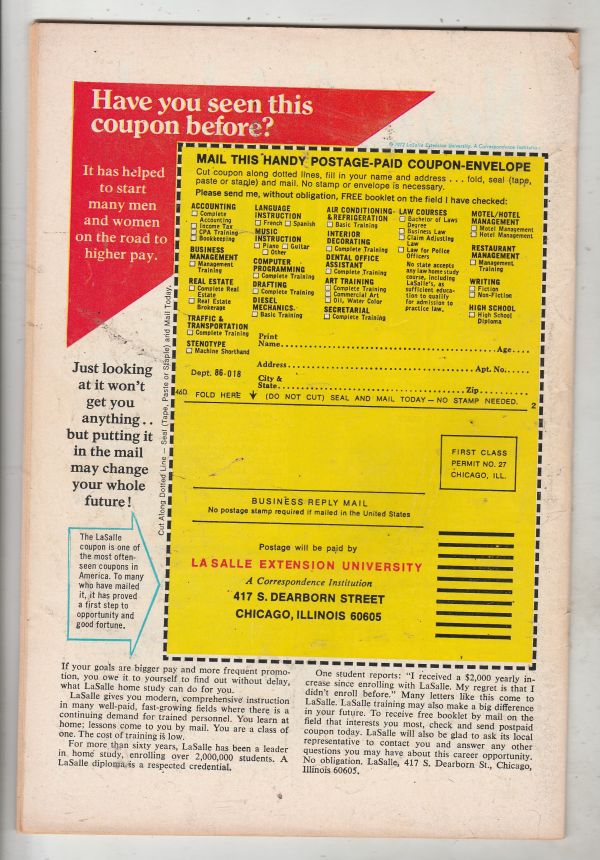 Have you seen this
coupon before?
© 1972 LaSalle Extension University, A Correspondence Institution
It has helped
to start
many men
and women
on the road to
higher pay.
MAIL THIS HANDY POSTAGE-PAID COUPON-ENVELOPE
Cut coupon along dotted lines, fill in your name and address . . . fold, seal (tape,
paste or staple) and mail. No stamp or envelope is necessary.
Please send me, without obligation, FREE booklet on the field I have checked:
ACCOUNTING
☐ Complete
Accounting
☐ Income Tax
☐ CPA Training
☐ Bookkeeping
BUSINESS
MANAGEMENT
☐ Management
Training
REAL ESTATE
☐ Complete Real
Estate
☐ Real Estate
Brokerage
TRAFFIC &
TRANSPORTATION
☐ Complete Training
STENOTYPE
☐ Machine Shorthand
LANGUAGE
INSTRUCTION
☐ French ☐ Spanish
MUSIC
INSTRUCTION
☐ Piano ☐ Guitar
☐ Other
COMPUTER
PROGRAMMING
☐ Complete Training
DRAFTING
☐ Complete Training
DIESEL
MECHANICS.
☐ Basic Training
AIR CONDITIONING-
& REFRIGERATION
☐ Basic Training
INTERIOR
DECORATING
☐ Complete Training
DENTAL OFFICE
ASSISTANT
☐ Complete Training
ART TRAINING
☐ Complete Training
☐ Commercial Art
☐ Oil, Water Color
SECRETARIAL
☐ Complete Training
LAW COURSES
☐ Bachelor of Laws
Degree
☐ Business Law
☐ Claim Adjusting
Law
☐ Law for Police
Officers
No state accepts
any law home study
course, including
LaSalle's, as
sufficient educa-
tion to qualify
for admission to
practice law.
MOTEL/HOTEL
MANAGEMENT
☐ Motel Management
☐ Hotel Management
RESTAURANT
MANAGEMENT
☐ Management
Training
WRITING
☐ Fiction
☐ Non-Fiction
HIGH SCHOOL
☐ High School
Diploma
Print
Name Age
Address Apt. No.
Dept. 86-018
City &
State Zip
46D FOLD HERE (DO NOT CUT) SEAL AND MAIL TODAY — NO STAMP NEEDED. 2
Cut Along Dotted Line — Seal (Tape, Paste or Staple) and Mail Today.
Just looking
at it won't
get you
anything . .
but putting it
in the mail
may change
your whole
future!
FIRST CLASS
PERMIT NO. 27
CHICAGO, ILL.
BUSINESS REPLY MAIL
No postage stamp required if mailed in the United States
Postage will be paid by
LA SALLE EXTENSION UNIVERSITY
A Correspondence Institution
417 S. DEARBORN STREET
CHICAGO, ILLINOIS 60605
The LaSalle
coupon is one of
the most often-
seen coupons in
America. To many
who have mailed
it, it has proved
a first step to
opportunity and
good fortune.
If your goals are bigger pay and more frequent promo-
tion, you owe it to yourself to find out without delay,
what LaSalle home study can do for you.
LaSalle gives you modern, comprehensive instruction
in many well-paid, fast-growing fields where there is a
continuing demand for trained personnel. You learn at
home; lessons come to you by mail. You are a class of
one. The cost of training is low.
For more than sixty years, LaSalle has been a leader
in home study, enrolling over 2,000,000 students. A
LaSalle diploma is a respected credential.
One student reports: "I received a $2,000 yearly in-
crease since enrolling with LaSalle. My regret is that I
didn't enroll before." Many letters like this come to
LaSalle. LaSalle training may also make a big difference
in your future. To receive free booklet by mail on the
field that interests you most, check and send postpaid
coupon today. LaSalle will also be glad to ask its local
representative to contact you and answer any other
questions you may have about this career opportunity.
No obligation. LaSalle, 417 S. Dearborn St., Chicago,
Illinois 60605.